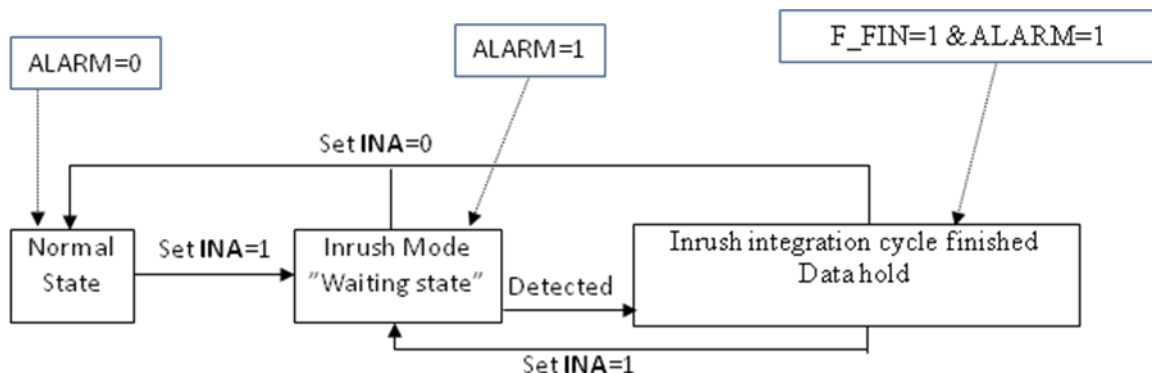 F_FIN=1 & ALARM=1
ALARM=0
ALARM=1
Set INA=0
Normal
State
Set INA=1
Inrush Mode
"Waiting state"
Detected
Inrush integration cycle finished
Data hold
Set INA=1